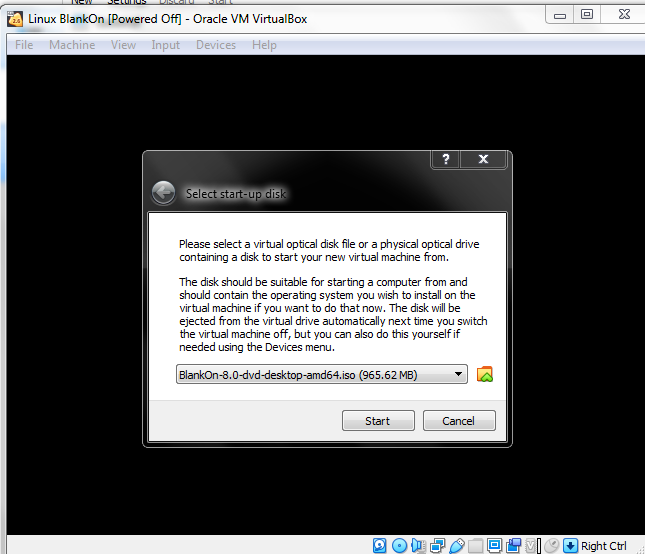 Settings Discard Start
Linux BlankOn [Powered Off] - Oracle VM VirtualBox
File Machine View Input Devices Help
?
Select start-up disk
Please select a virtual optical disk file or a physical optical drive
containing a disk to start your new virtual machine from.
The disk should be suitable for starting a computer from and
should contain the operating system you wish to install on the
virtual machine if you want to do that now. The disk will be
ejected from the virtual drive automatically next time you switch
the virtual machine off, but you can also do this yourself if
needed using the Devices menu.
BlankOn-8.0-dvd-desktop-amd64.iso (965.62 MB)
Start Cancel
Right Ctrl